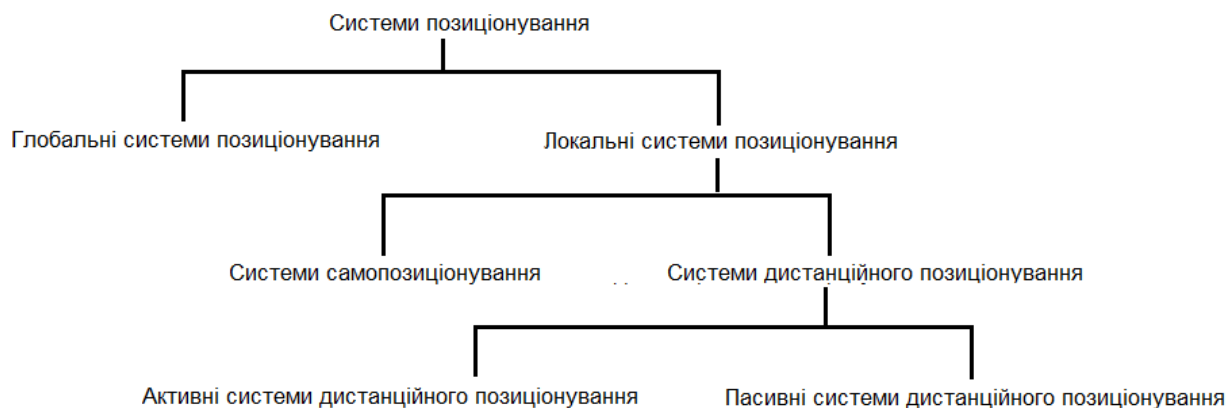 Системи позиціонування
Глобальні системи позиціонування
Локальні системи позиціонування
Системи самопозиціонування
Системи дистанційного позиціонування
Активні системи дистанційного позиціонування
Пасивні системи дистанційного позиціонування